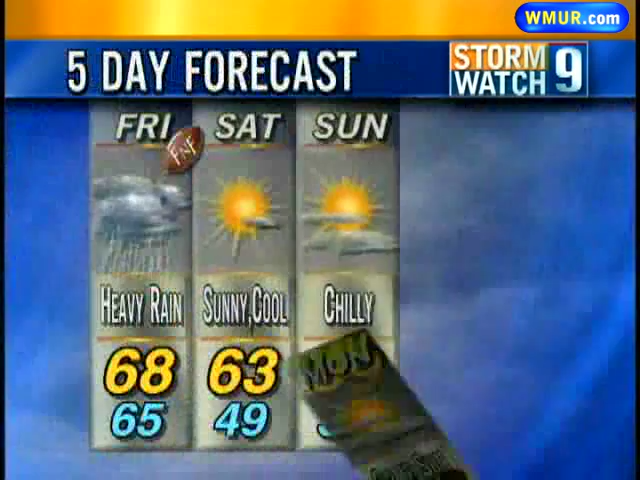 WMUR.com
5 DAY FORECAST
STORM WATCH 9
FRI SAT SUN
FNF
HEAVY RAIN SUNNY,COOL CHILLY
68 63
65 49
MON